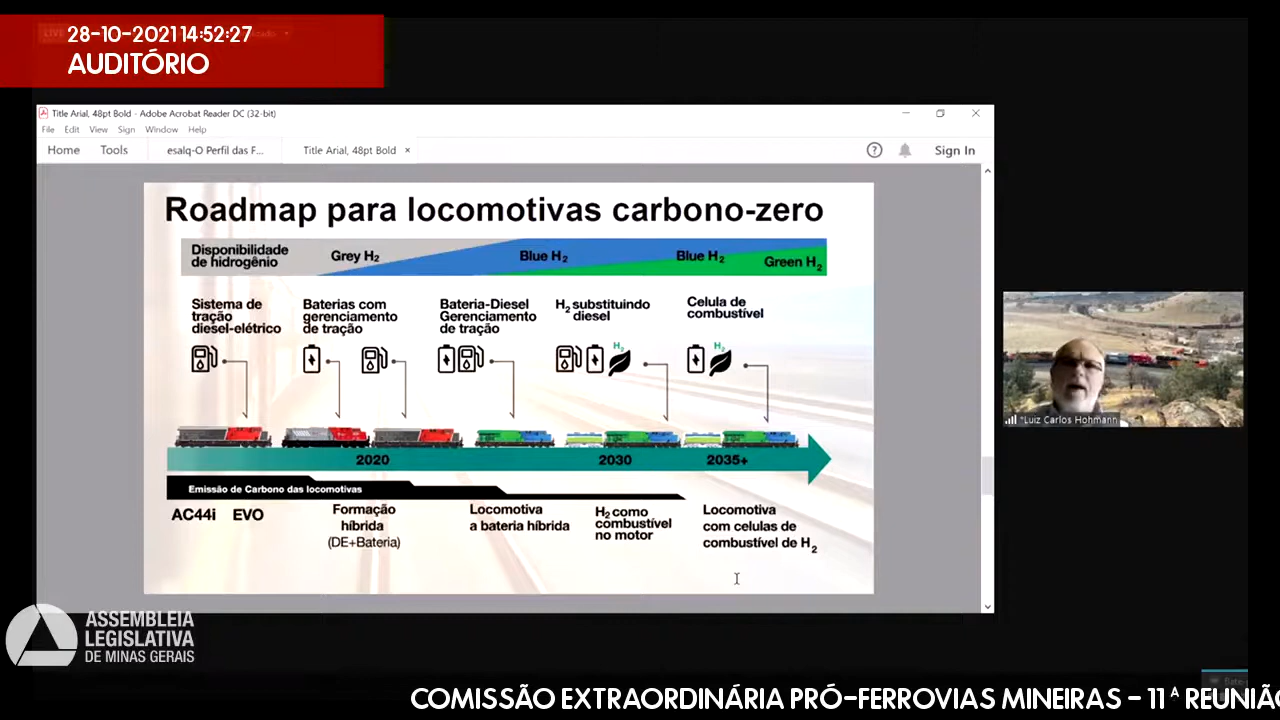 28-10-2021 14:52:27
AUDITÓRIO
Title Arial, 48pt Bold - Adobe Acrobat Reader DC (32-bit)
File Edit View Sign Window Help
Home Tools esalq-O Perfil das F... Title Arial, 48pt Bold × Sign In
Roadmap para locomotivas carbono-zero
Disponibilidade
de hidrogênio
Grey H₂
Blue H₂
Blue H₂
Green H₂
Sistema de
tração
diesel-elétrico
Baterias com
gerenciamento
de tração
Bateria-Diesel
Gerenciamento
de tração
H₂ substituindo
diesel
Celula de
combustível
H₂
H₂
2020
2030
2035+
Emissão de Carbono das locomotivas
AC44i EVO
Formação
híbrida
(DE+Bateria)
Locomotiva
a bateria híbrida
H₂ como
combustível
no motor
Locomotiva
com celulas de
combustível de H₂
*Luiz Carlos Hohmann
ASSEMBLEIA
LEGISLATIVA
DE MINAS GERAIS
COMISSÃO EXTRAORDINÁRIA PRÓ-FERROVIAS MINEIRAS - 11ª REUNIÃO